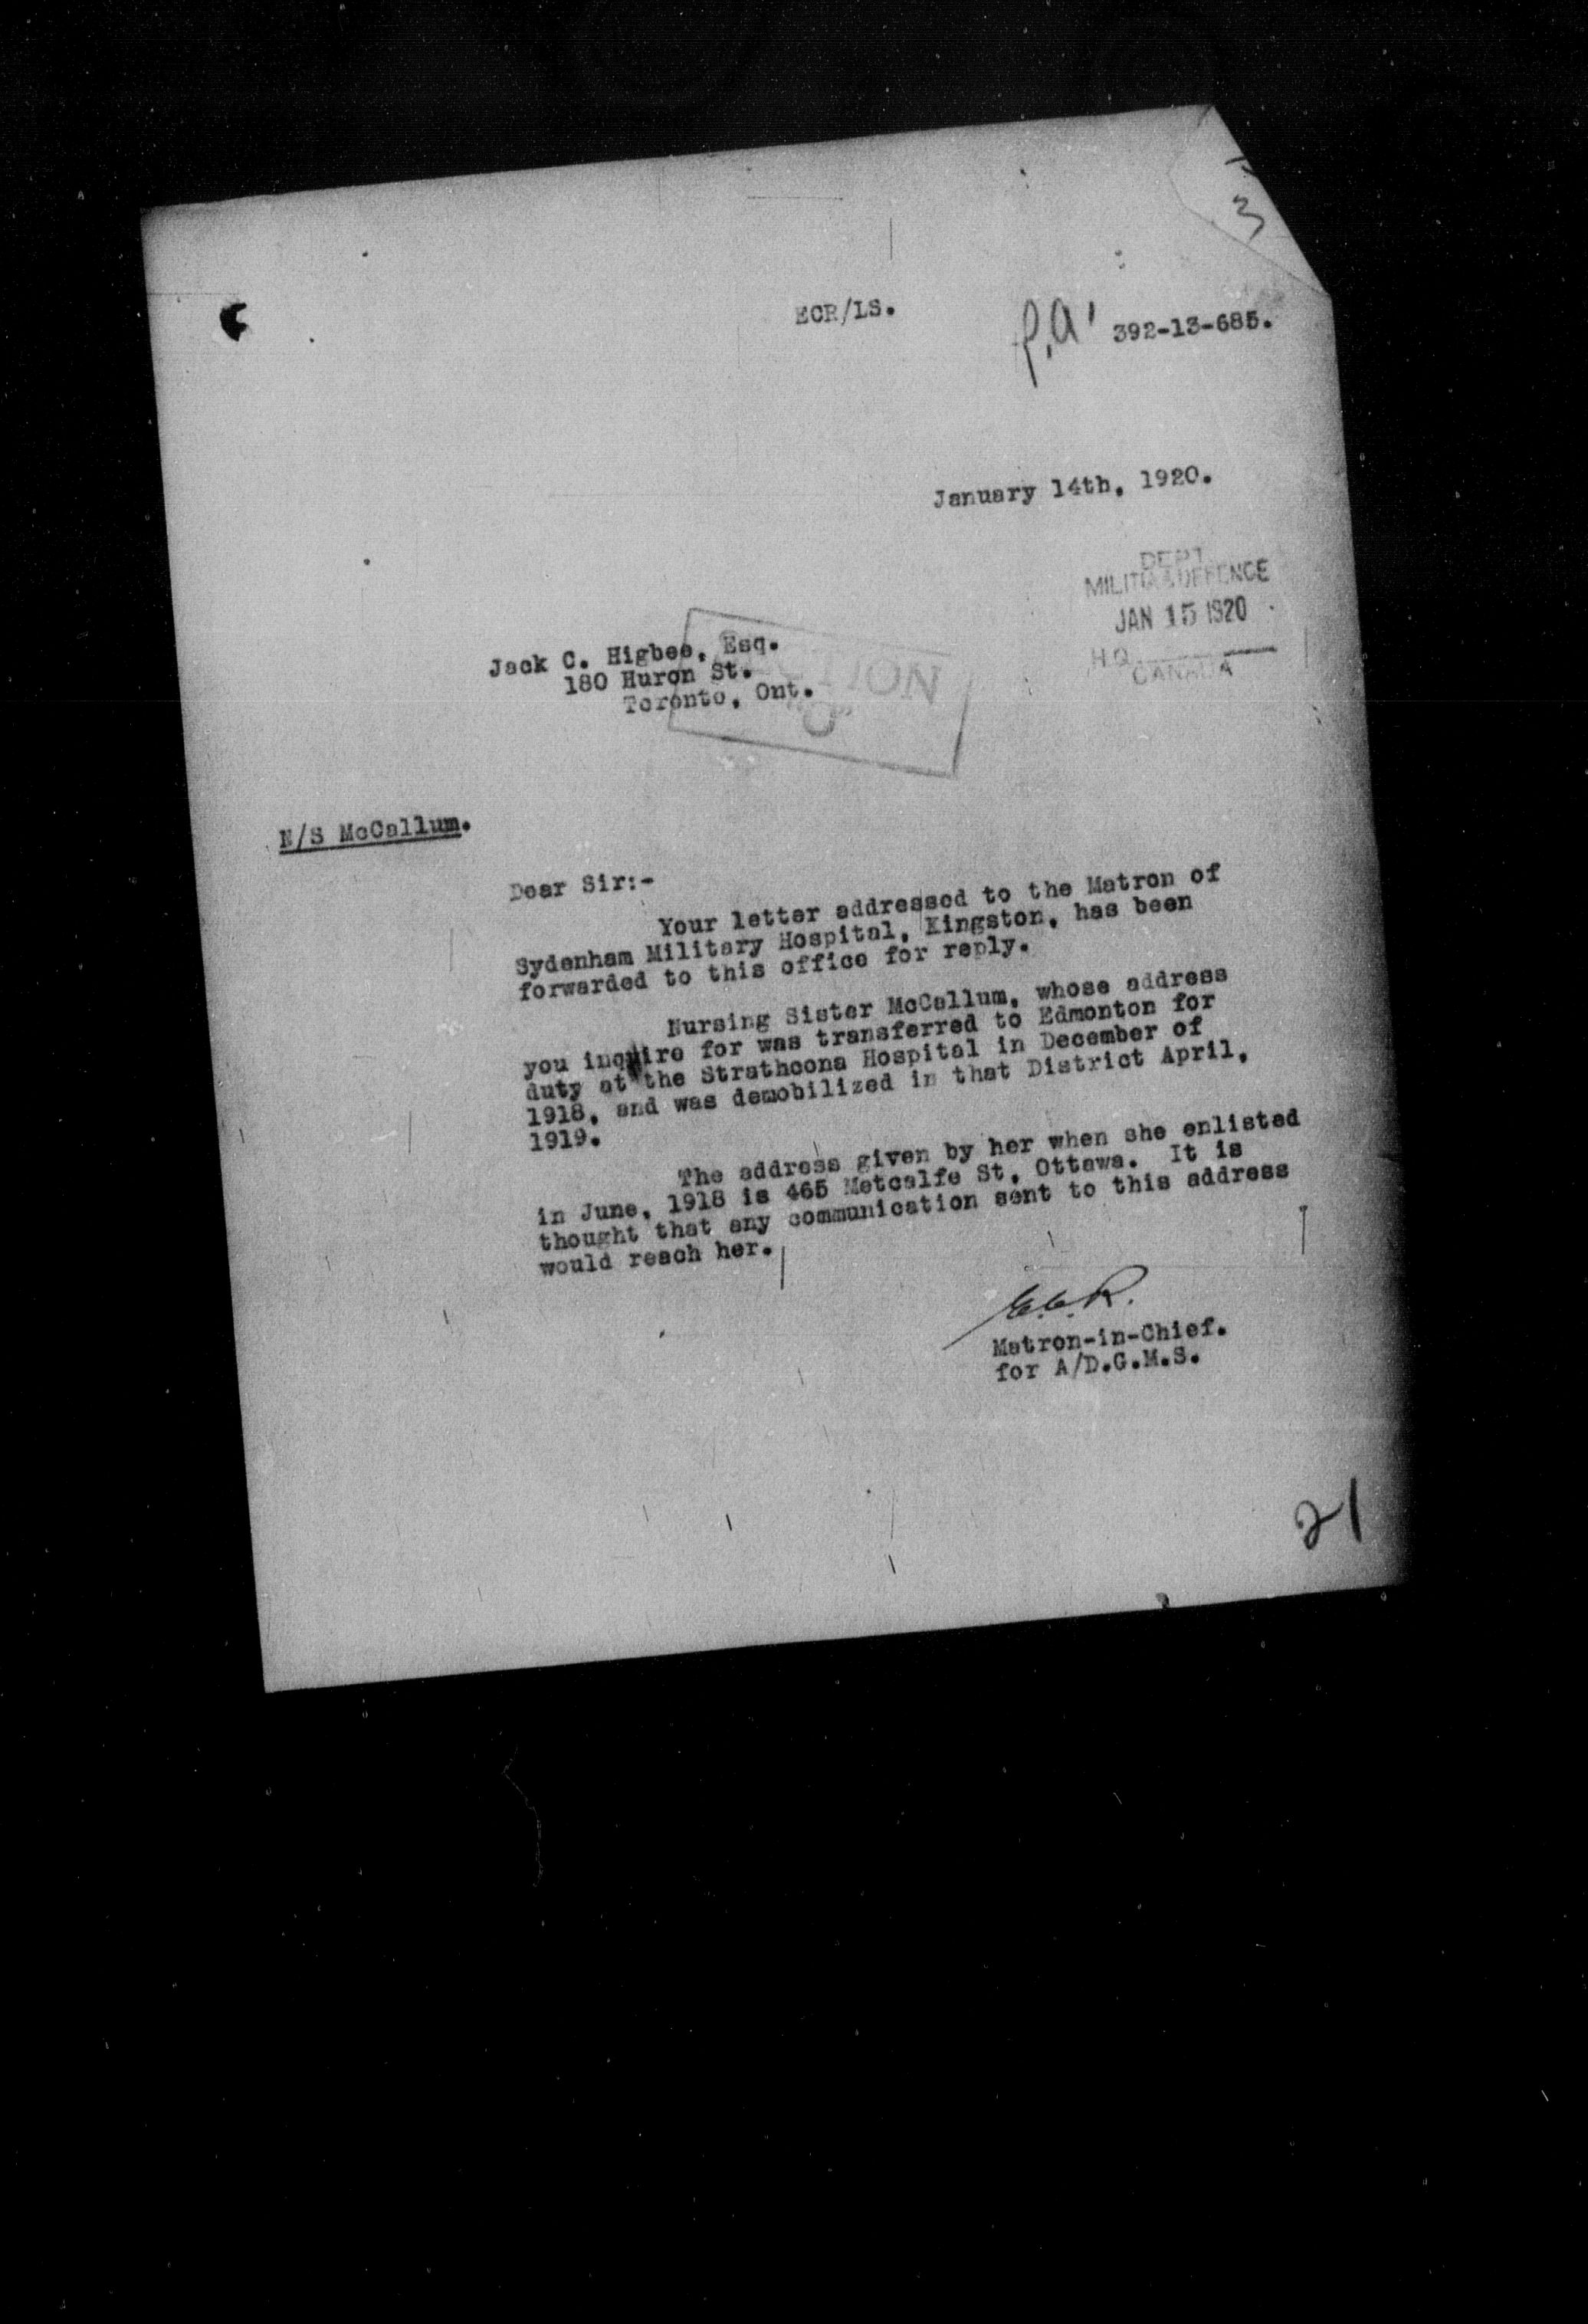 3
ECR/LS.
P.A. 392-13-685.
January 14th, 1920.
DEPT.
MILITIA & DEFENCE
JAN 15 1920
H.Q.
CANADA
Jack C. Higbee, Esq.
180 Huron St.
Toronto, Ont.
SECTION
"O"
N/S McCallum.
Dear Sir:-
Your letter addressed to the Matron of
Sydenham Military Hospital, Kingston, has been
forwarded to this office for reply.
Nursing Sister McCallum, whose address
you inquire for was transferred to Edmonton for
duty at the Strathcona Hospital in December of
1918, and was demobilized in that District April,
1919.
The address given by her when she enlisted
in June, 1918 is 465 Metcalfe St, Ottawa. It is
thought that any communication sent to this address
would reach her.
E.C.R.
Matron-in-Chief.
for A/D.G.M.S.
21